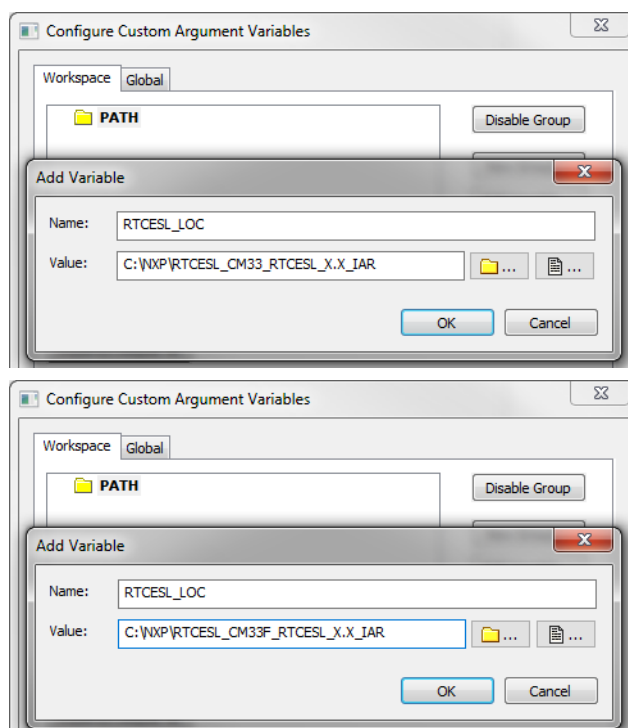 Configure Custom Argument Variables
Workspace Global
PATH
Disable Group
Add Variable
Name: RTCESL_LOC
Value: C:\NXP\RTCESL_CM33_RTCESL_X.X_IAR ... ...
OK Cancel
Configure Custom Argument Variables
Workspace Global
PATH
Disable Group
Add Variable
Name: RTCESL_LOC
Value: C:\NXP\RTCESL_CM33F_RTCESL_X.X_IAR ... ...
OK Cancel